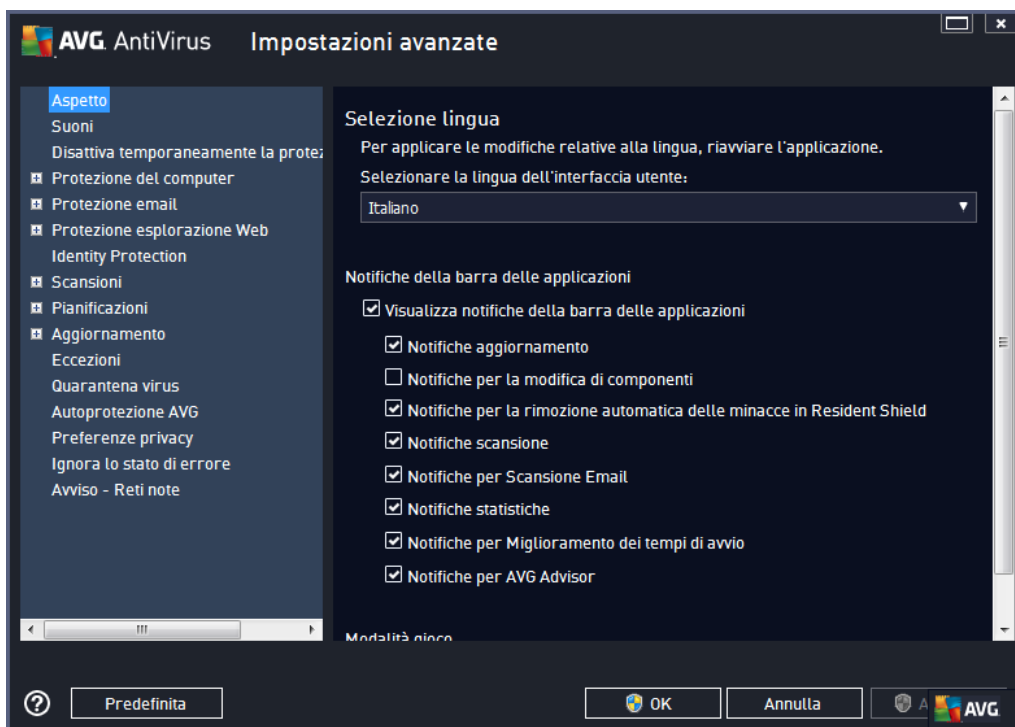 AVG AntiVirus Impostazioni avanzate
Aspetto
Suoni
Disattiva temporaneamente la
Protezione del computer
Protezione email
Protezione esplorazione Web
Identity Protection
Scansioni
Pianificazioni
Aggiornamento
Eccezioni
Quarantena virus
Autoprotezione AVG
Preferenze privacy
Ignora lo stato di errore
Avviso - Reti note
Selezione lingua
Per applicare le modifiche relative alla lingua, riavviare l'applicazione.
Selezionare la lingua dell'interfaccia utente:
Italiano
Notifiche della barra delle applicazioni
Visualizza notifiche della barra delle applicazioni
Notifiche aggiornamento
Notifiche per la modifica di componenti
Notifiche per la rimozione automatica delle minacce in Resident Shield
Notifiche scansione
Notifiche per Scansione Email
Notifiche statistiche
Notifiche per Miglioramento dei tempi di avvio
Notifiche per AVG Advisor
Modalità gioco
Predefinita
OK
Annulla
AVG